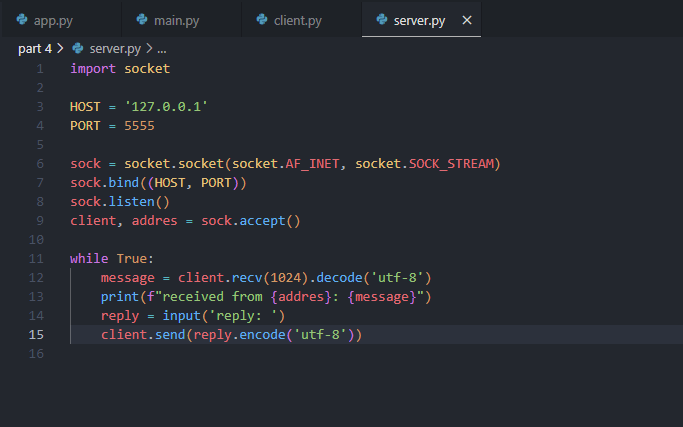 app.py main.py client.py server.py ×
part 4 > server.py > ...
1 import socket
2
3 HOST = '127.0.0.1'
4 PORT = 5555
5
6 sock = socket.socket(socket.AF_INET, socket.SOCK_STREAM)
7 sock.bind((HOST, PORT))
8 sock.listen()
9 client, addres = sock.accept()
10
11 while True:
12     message = client.recv(1024).decode('utf-8')
13     print(f"received from {addres}: {message}")
14     reply = input('reply: ')
15     client.send(reply.encode('utf-8'))
16